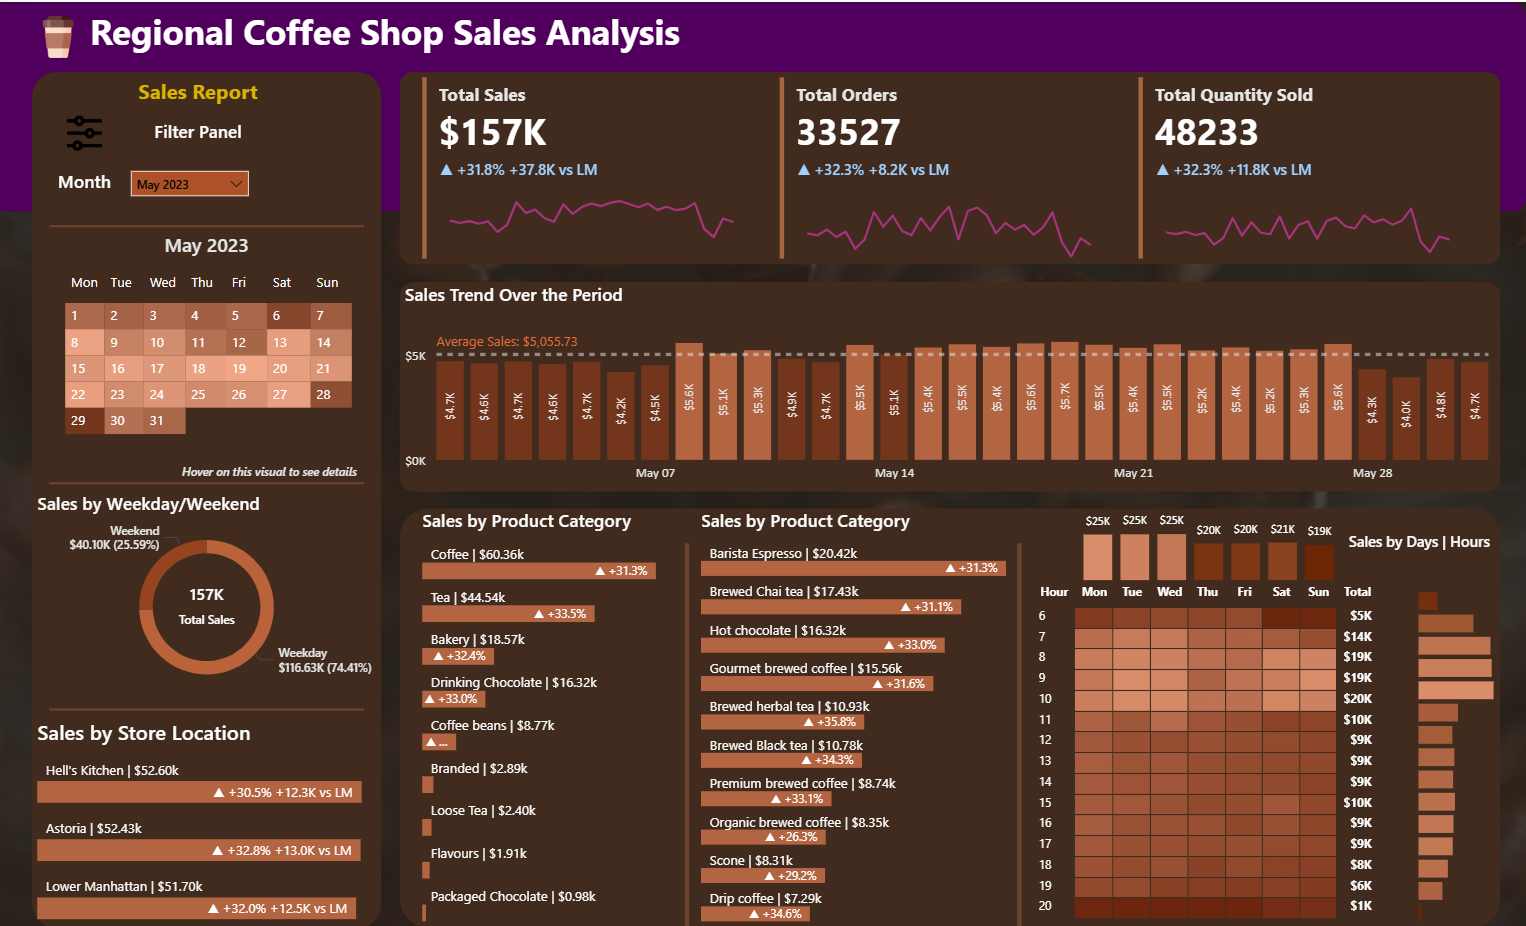 Regional Coffee Shop Sales Analysis
Sales Report
Filter Panel
Month
May 2023
May 2023
Mon Tue Wed Thu Fri Sat Sun
1 2 3 4 5 6 7
8 9 10 11 12 13 14
15 16 17 18 19 20 21
22 23 24 25 26 27 28
29 30 31
Hover on this visual to see details
Sales by Weekday/Weekend
Weekend
$40.10K (25.59%)
157K
Total Sales
Weekday
$116.63K (74.41%)
Sales by Store Location
Hell's Kitchen | $52.60k
▲ +30.5% +12.3K vs LM
Astoria | $52.43k
▲ +32.8% +13.0K vs LM
Lower Manhattan | $51.70k
▲ +32.0% +12.5K vs LM
Total Sales
$157K
▲ +31.8% +37.8K vs LM
Total Orders
33527
▲ +32.3% +8.2K vs LM
Total Quantity Sold
48233
▲ +32.3% +11.8K vs LM
Sales Trend Over the Period
Average Sales: $5,055.73
$5K
$4.7K $4.6K $4.7K $4.6K $4.7K $4.2K $4.5K $5.6K $5.1K $5.3K $4.9K $4.7K $5.5K $5.1K $5.4K $5.5K $5.4K $5.6K $5.7K $5.5K $5.4K $5.5K $5.2K $5.4K $5.2K $5.3K $5.6K $4.3K $4.0K $4.8K $4.7K
$0K
May 07 May 14 May 21 May 28
Sales by Product Category
Coffee | $60.36k
▲ +31.3%
Tea | $44.54k
▲ +33.5%
Bakery | $18.57k
▲ +32.4%
Drinking Chocolate | $16.32k
▲ +33.0%
Coffee beans | $8.77k
▲ ...
Branded | $2.89k
Loose Tea | $2.40k
Flavours | $1.91k
Packaged Chocolate | $0.98k
Sales by Product Category
Barista Espresso | $20.42k
▲ +31.3%
Brewed Chai tea | $17.43k
▲ +31.1%
Hot chocolate | $16.32k
▲ +33.0%
Gourmet brewed coffee | $15.56k
▲ +31.6%
Brewed herbal tea | $10.93k
▲ +35.8%
Brewed Black tea | $10.78k
▲ +34.3%
Premium brewed coffee | $8.74k
▲ +33.1%
Organic brewed coffee | $8.35k
▲ +26.3%
Scone | $8.31k
▲ +29.2%
Drip coffee | $7.29k
▲ +34.6%
Sales by Days | Hours
$25K $25K $25K $20K $20K $21K $19K
Hour Mon Tue Wed Thu Fri Sat Sun Total
6 $5K
7 $14K
8 $19K
9 $19K
10 $20K
11 $10K
12 $9K
13 $9K
14 $9K
15 $10K
16 $9K
17 $9K
18 $8K
19 $6K
20 $1K